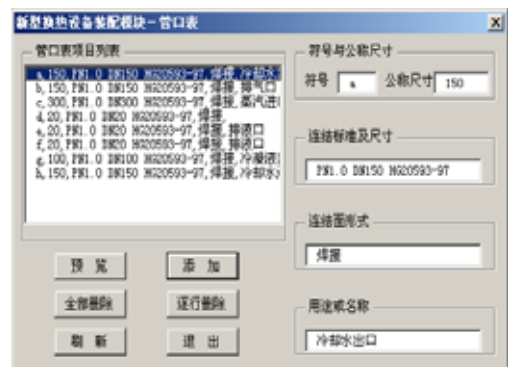 新型换热设备装配模块-管口表
管口表项目列表
a,150,PN1.0 DN150 HG20593-97,焊接,冷却水
b,150,PN1.0 DN150 HG20593-97,焊接,排气口
c,300,PN1.0 DN300 HG20593-97,焊接,蒸汽进
d,20,PN1.0 DN20 HG20593-97,焊接,
e,20,PN1.0 DN20 HG20593-97,焊接,排液口
f,20,PN1.0 DN20 HG20593-97,焊接,排液口
g,100,PN1.0 DN100 HG20593-97,焊接,冷凝液
h,150,PN1.0 DN150 HG20593-97,焊接,冷却水
预 览
添 加
全部删除
逐行删除
刷 新
退 出
符号与公称尺寸
符号 a 公称尺寸 150
连结标准及尺寸
PN1.0 DN150 HG20593-97
连结面形式
焊接
用途或名称
冷却水出口